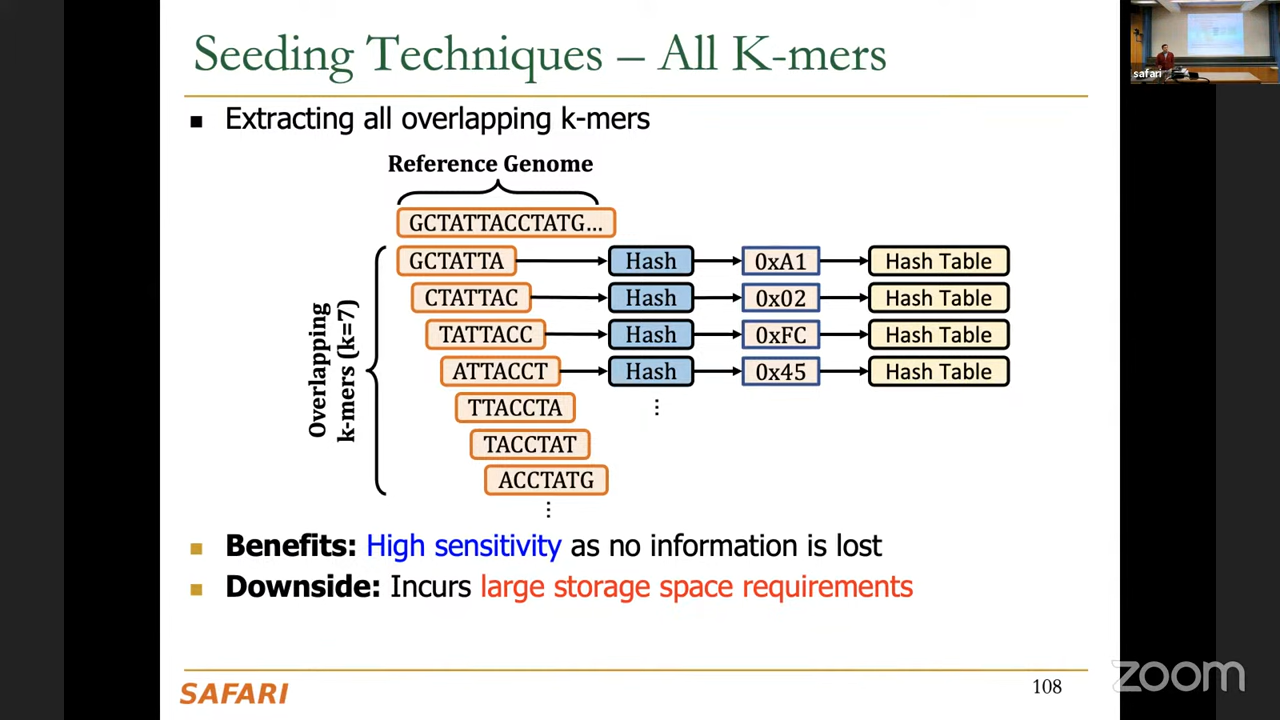 Seeding Techniques – All K-mers
safari
■ Extracting all overlapping k-mers
Reference Genome
GCTATTACCTATG...
Overlapping
k-mers (k=7)
GCTATTA Hash 0xA1 Hash Table
CTATTAC Hash 0x02 Hash Table
TATTACC Hash 0xFC Hash Table
ATTACCT Hash 0x45 Hash Table
TTACCTA ⋮
TACCTAT
ACCTATG
⋮
■ Benefits: High sensitivity as no information is lost
■ Downside: Incurs large storage space requirements
SAFARI
108
zoom